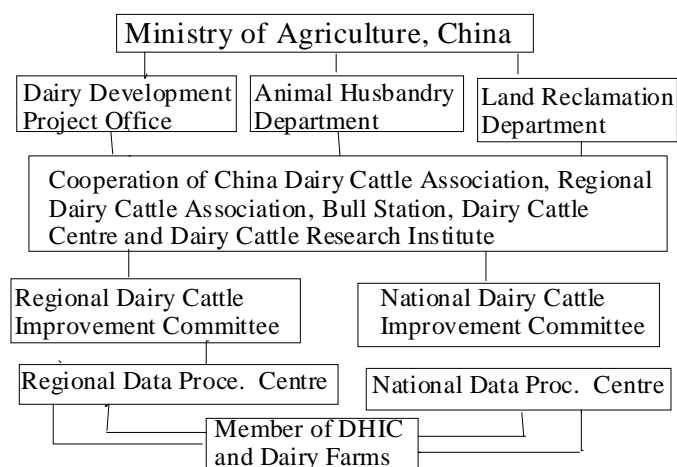 Ministry of Agriculture, China
Dairy Development
Project Office
Animal Husbandry
Department
Land Reclamation
Department
Cooperation of China Dairy Cattle Association, Regional
Dairy Cattle Association, Bull Station, Dairy Cattle
Centre and Dairy Cattle Research Institute
Regional Dairy Cattle
Improvement Committee
National Dairy Cattle
Improvement Committee
Regional Data Proce. Centre
National Data Proc. Centre
Member of DHIC
and Dairy Farms